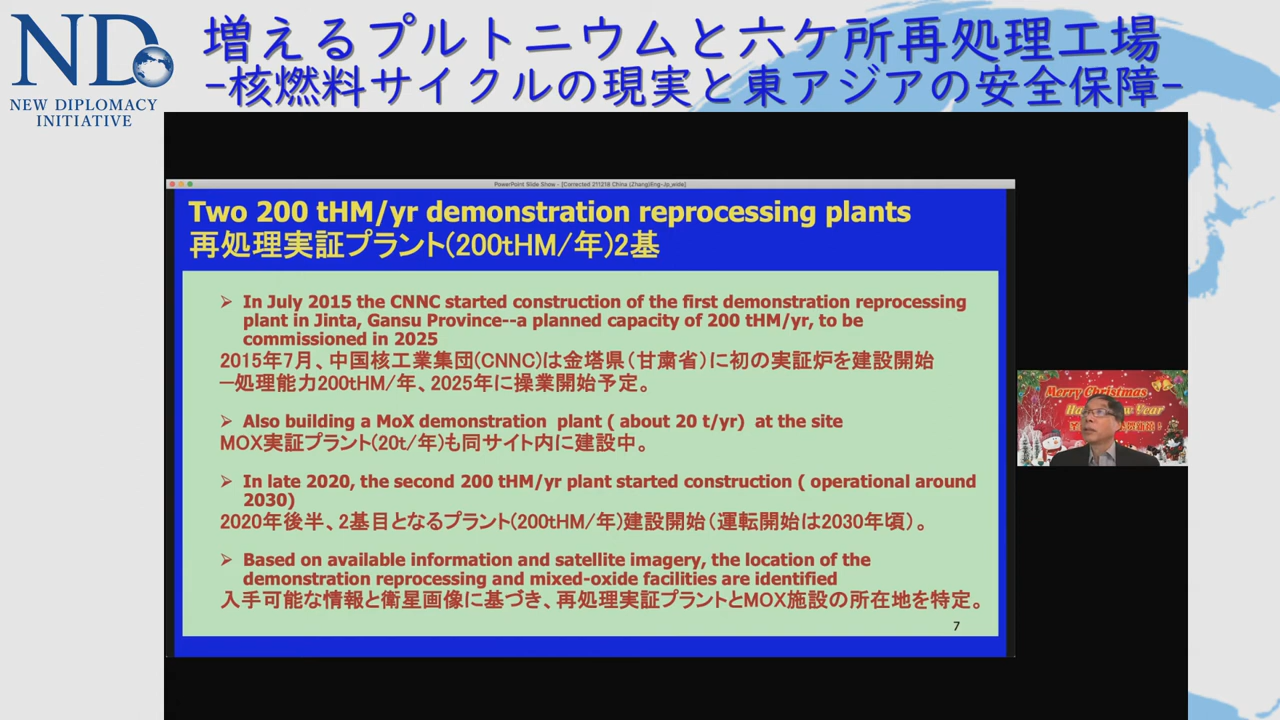 NEW DIPLOMACY
INITIATIVE
増えるプルトニウムと六ケ所再処理工場
-核燃料サイクルの現実と東アジアの安全保障-
PowerPoint Slide Show - [Corrected 211218 China (Zhang)Eng-Jp_wide]
Two 200 tHM/yr demonstration reprocessing plants
再処理実証プラント(200tHM/年)2基
➢ In July 2015 the CNNC started construction of the first demonstration reprocessing
plant in Jinta, Gansu Province--a planned capacity of 200 tHM/yr, to be
commissioned in 2025
2015年7月、中国核工業集団(CNNC)は金塔県（甘粛省）に初の実証炉を建設開始
－処理能力200tHM/年、2025年に操業開始予定。
➢ Also building a MoX demonstration plant ( about 20 t/yr) at the site
MOX実証プラント(20t/年)も同サイト内に建設中。
➢ In late 2020, the second 200 tHM/yr plant started construction ( operational around
2030)
2020年後半、2基目となるプラント(200tHM/年)建設開始（運転開始は2030年頃）。
➢ Based on available information and satellite imagery, the location of the
demonstration reprocessing and mixed-oxide facilities are identified
入手可能な情報と衛星画像に基づき、再処理実証プラントとMOX施設の所在地を特定。
7
Merry Christmas
New Year